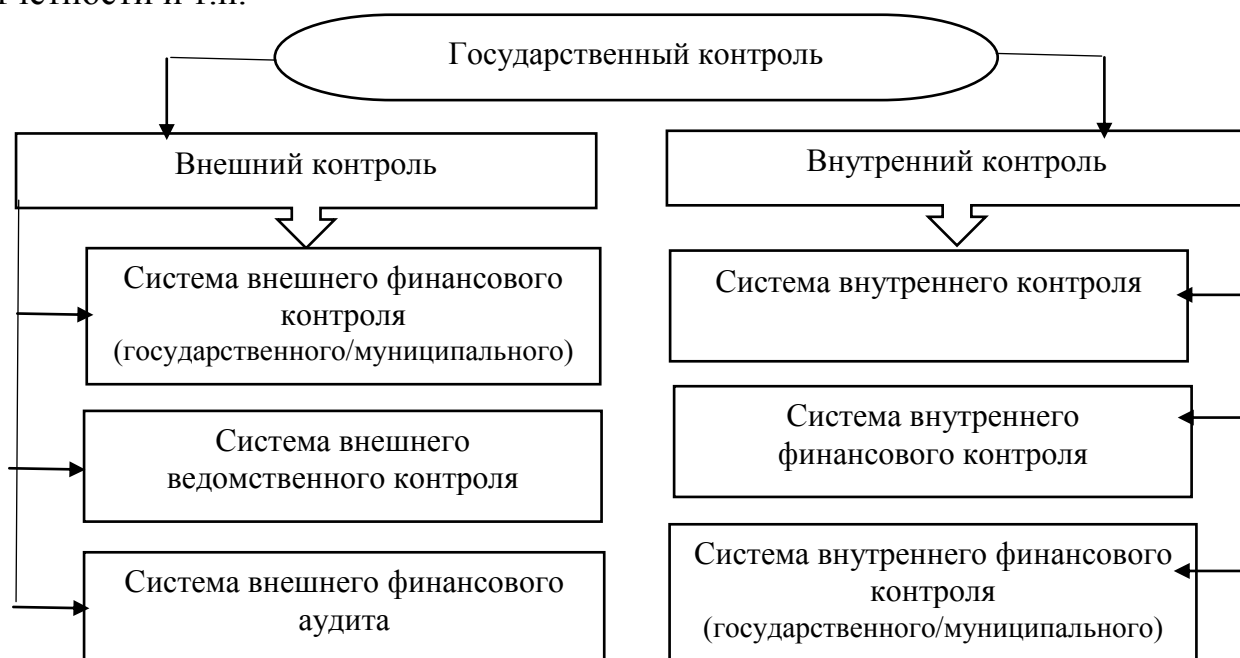 Государственный контроль
Внешний контроль
Внутренний контроль
Система внешнего финансового
контроля
(государственного/муниципального)
Система внутреннего контроля
Система внешнего
ведомственного контроля
Система внутреннего
финансового контроля
Система внешнего финансового
аудита
Система внутреннего финансового
контроля
(государственного/муниципального)